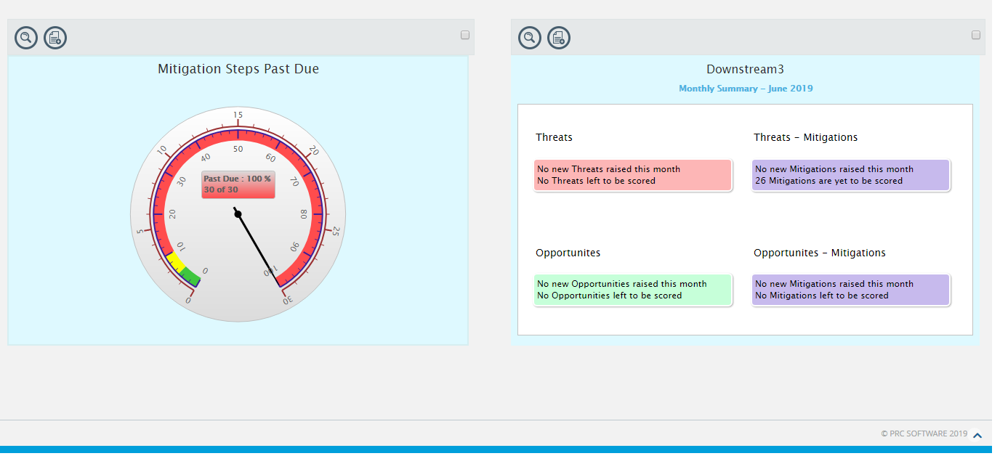 Mitigation Steps Past Due
15
10
20
50
40
60
Past Due : 100 %
30 of 30
30
70
20
80
5
25
10
90
0
100
0
30
Downstream3
Monthly Summary - June 2019
Threats
Threats - Mitigations
No new Threats raised this month
No Threats left to be scored
No new Mitigations raised this month
26 Mitigations are yet to be scored
Opportunites
Opportunites - Mitigations
No new Opportunities raised this month
No Opportunities left to be scored
No new Mitigations raised this month
No Mitigations left to be scored
© PRC SOFTWARE 2019